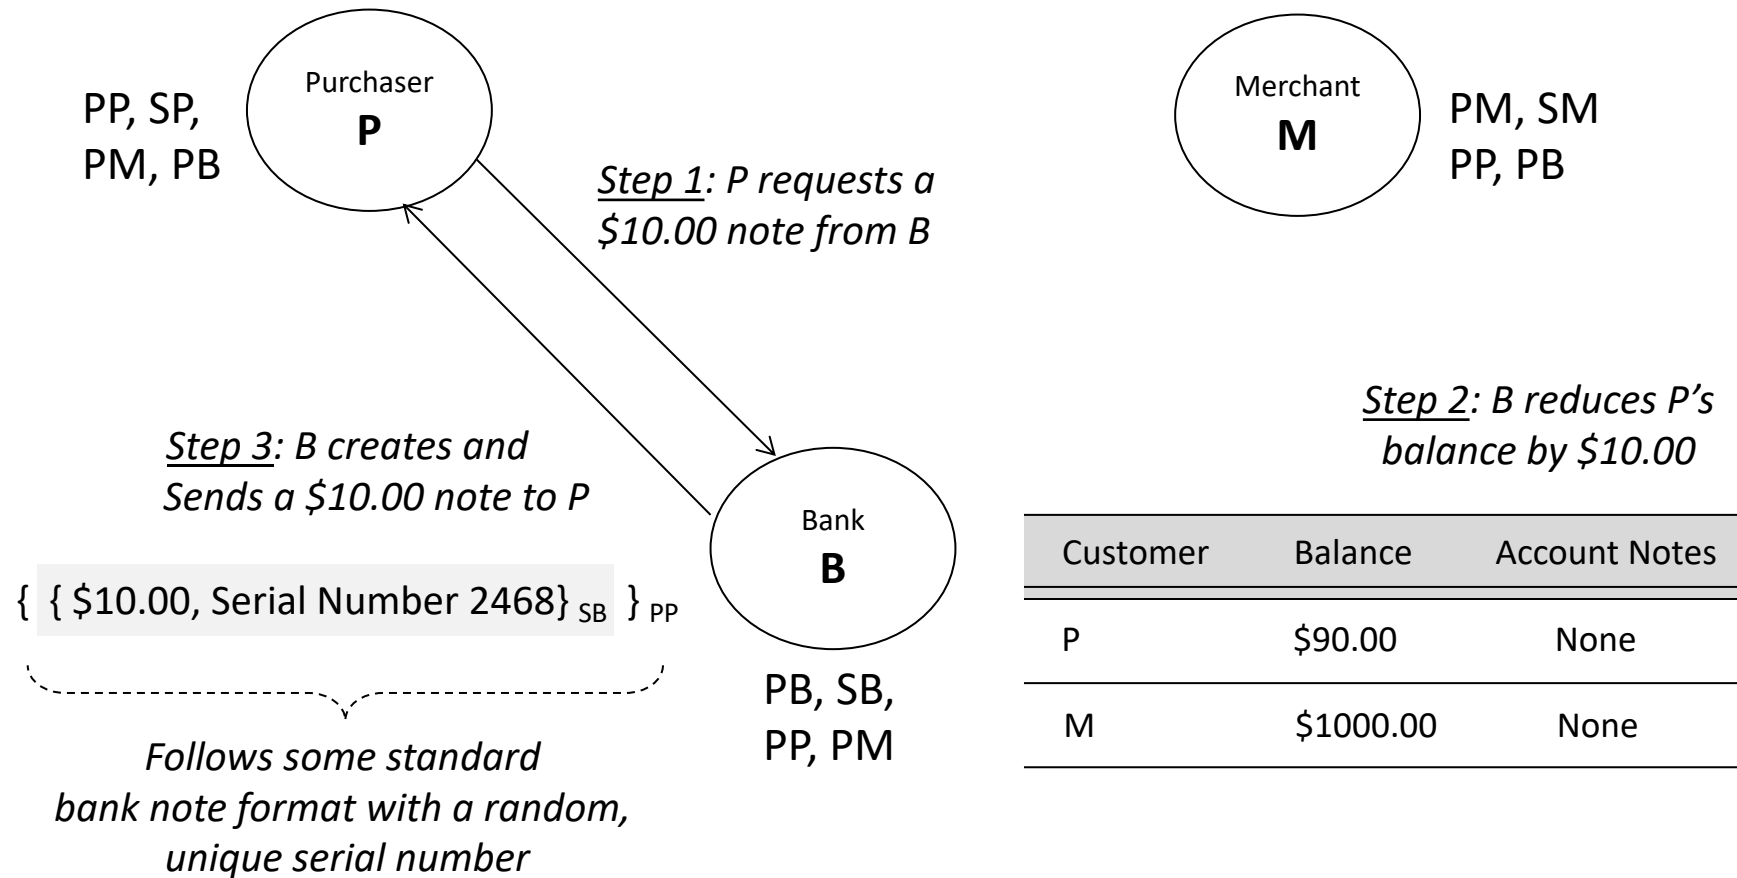 Purchaser
P
PP, SP,
PM, PB
Merchant
M
PM, SM
PP, PB
Step 1: P requests a
$10.00 note from B
Step 2: B reduces P’s
balance by $10.00
Step 3: B creates and
Sends a $10.00 note to P
Bank
B
PB, SB,
PP, PM
{ { $10.00, Serial Number 2468} SB } PP
Follows some standard
bank note format with a random,
unique serial number
Customer Balance Account Notes
P $90.00 None
M $1000.00 None